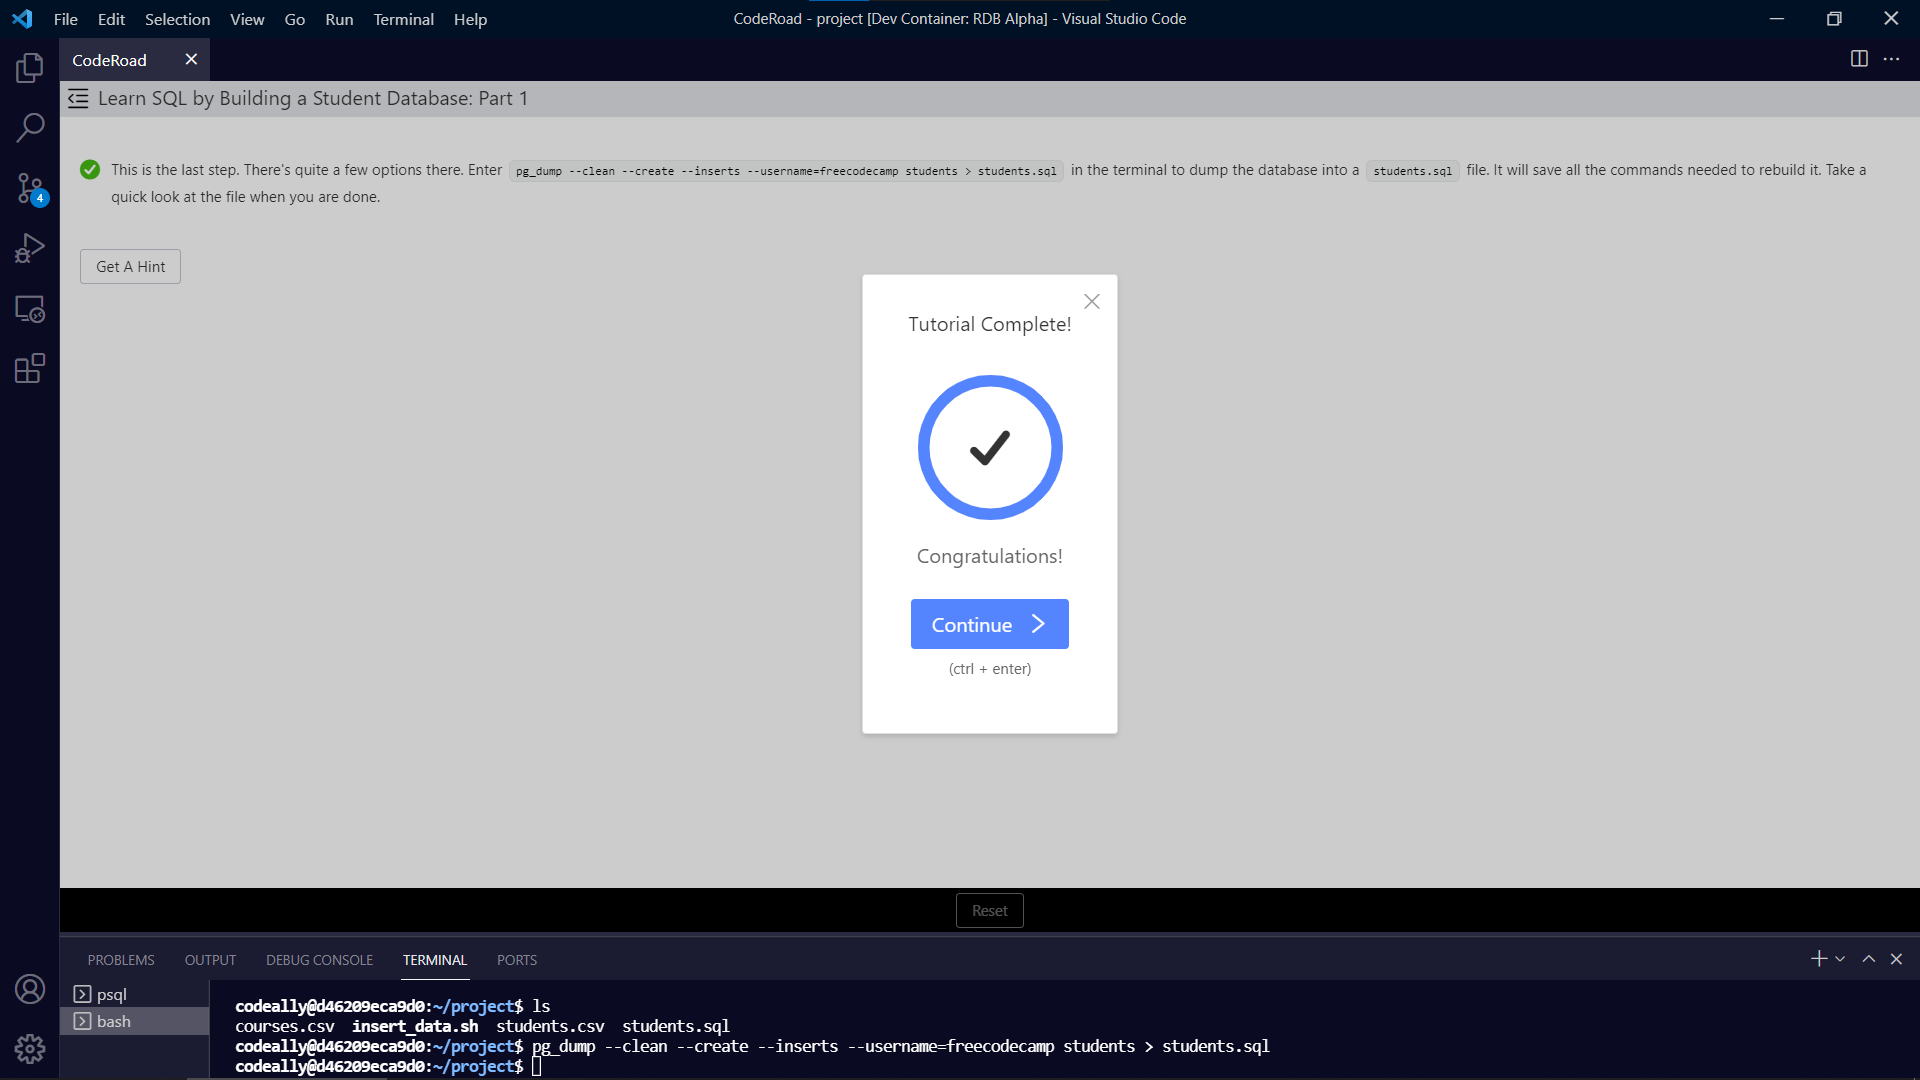 File Edit Selection View Go Run Terminal Help
CodeRoad - project [Dev Container: RDB Alpha] - Visual Studio Code
CodeRoad
Learn SQL by Building a Student Database: Part 1
This is the last step. There's quite a few options there. Enter pg_dump --clean --create --inserts --username=freecodecamp students > students.sql in the terminal to dump the database into a students.sql file. It will save all the commands needed to rebuild it. Take a
quick look at the file when you are done.
4
Get A Hint
Tutorial Complete!
Congratulations!
Continue
(ctrl + enter)
Reset
PROBLEMS OUTPUT DEBUG CONSOLE TERMINAL PORTS
psql
bash
codeally@d46209eca9d0:~/project$ ls
courses.csv insert_data.sh students.csv students.sql
codeally@d46209eca9d0:~/project$ pg_dump --clean --create --inserts --username=freecodecamp students > students.sql
codeally@d46209eca9d0:~/project$